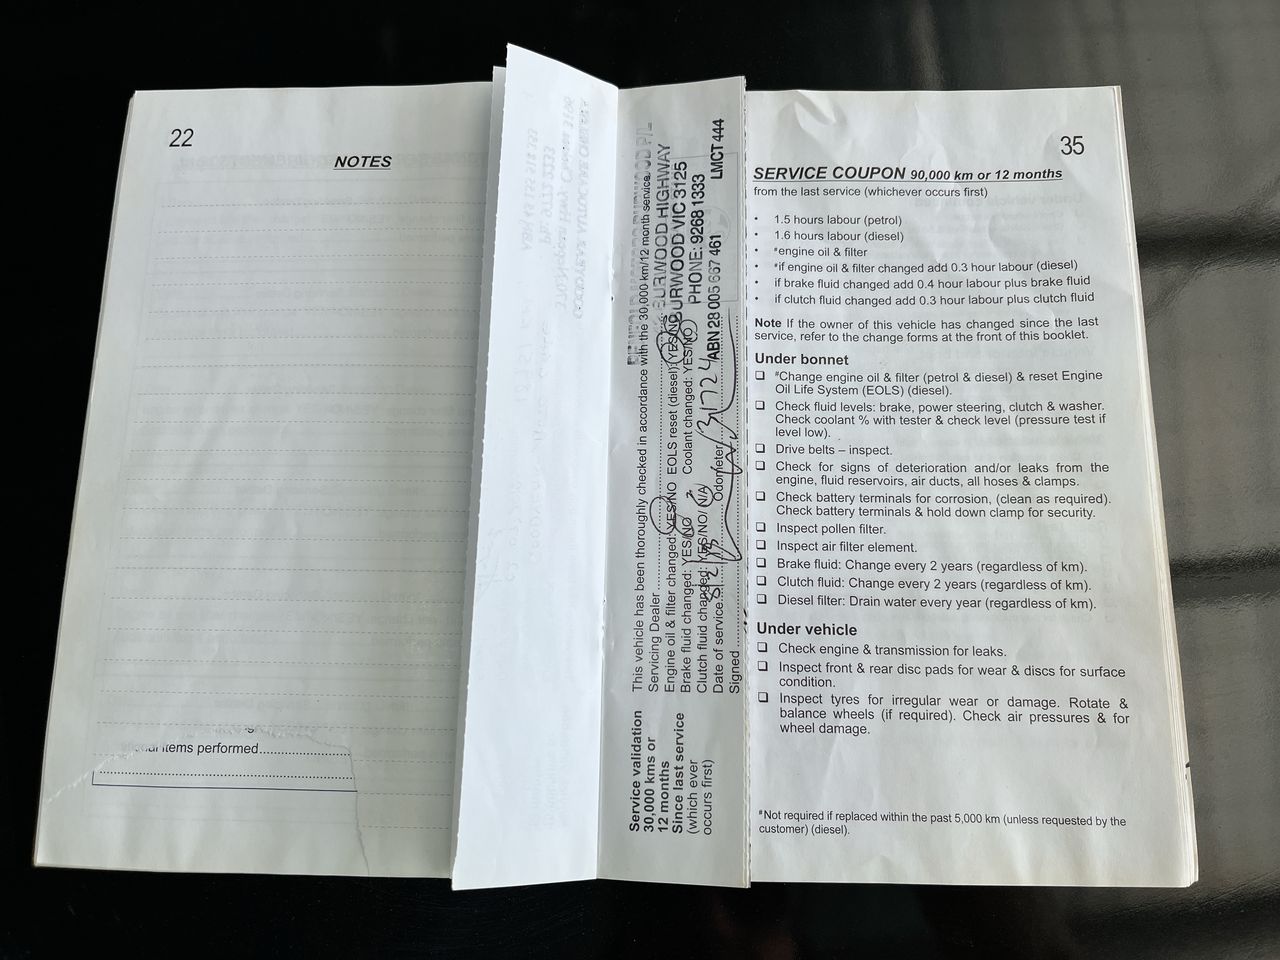 22
NOTES
items performed
This vehicle has been thoroughly checked in accordance with the 30,000 km/12 month service.
Servicing Dealer
Engine oil & filter changed: YES/NO EOLS reset (diesel): YES/NO
Brake fluid changed: YES/NO Coolant changed: YES/NO
Clutch fluid changed: YES/NO/N/A
Date of service. Odometer 31724
Signed
BURWOOD HIGHWAY
BURWOOD VIC 3125
PHONE: 9268 1333
ABN 28 005 667 461 LMCT 444
Service validation
30,000 kms or
12 months
Since last service
(which ever
occurs first)
35
SERVICE COUPON 90,000 km or 12 months
from the last service (whichever occurs first)
• 1.5 hours labour (petrol)
• 1.6 hours labour (diesel)
• #engine oil & filter
• #if engine oil & filter changed add 0.3 hour labour (diesel)
• if brake fluid changed add 0.4 hour labour plus brake fluid
• if clutch fluid changed add 0.3 hour labour plus clutch fluid
Note If the owner of this vehicle has changed since the last
service, refer to the change forms at the front of this booklet.
Under bonnet
❑ #Change engine oil & filter (petrol & diesel) & reset Engine
Oil Life System (EOLS) (diesel).
❑ Check fluid levels: brake, power steering, clutch & washer.
Check coolant % with tester & check level (pressure test if
level low).
❑ Drive belts – inspect.
❑ Check for signs of deterioration and/or leaks from the
engine, fluid reservoirs, air ducts, all hoses & clamps.
❑ Check battery terminals for corrosion, (clean as required).
Check battery terminals & hold down clamp for security.
❑ Inspect pollen filter.
❑ Inspect air filter element.
❑ Brake fluid: Change every 2 years (regardless of km).
❑ Clutch fluid: Change every 2 years (regardless of km).
❑ Diesel filter: Drain water every year (regardless of km).
Under vehicle
❑ Check engine & transmission for leaks.
❑ Inspect front & rear disc pads for wear & discs for surface
condition.
❑ Inspect tyres for irregular wear or damage. Rotate &
balance wheels (if required). Check air pressures & for
wheel damage.
#Not required if replaced within the past 5,000 km (unless requested by the
customer) (diesel).